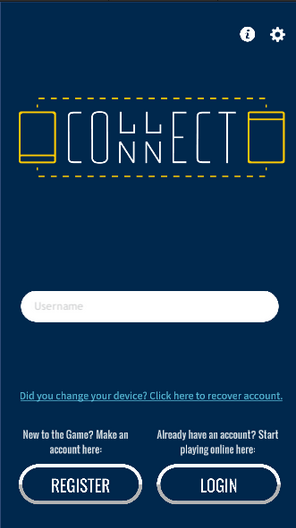 CONNECT
Username
Did you change your device? Click here to recover account.
New to the Game? Make an
account here:
Already have an account? Start
playing online here:
REGISTER
LOGIN